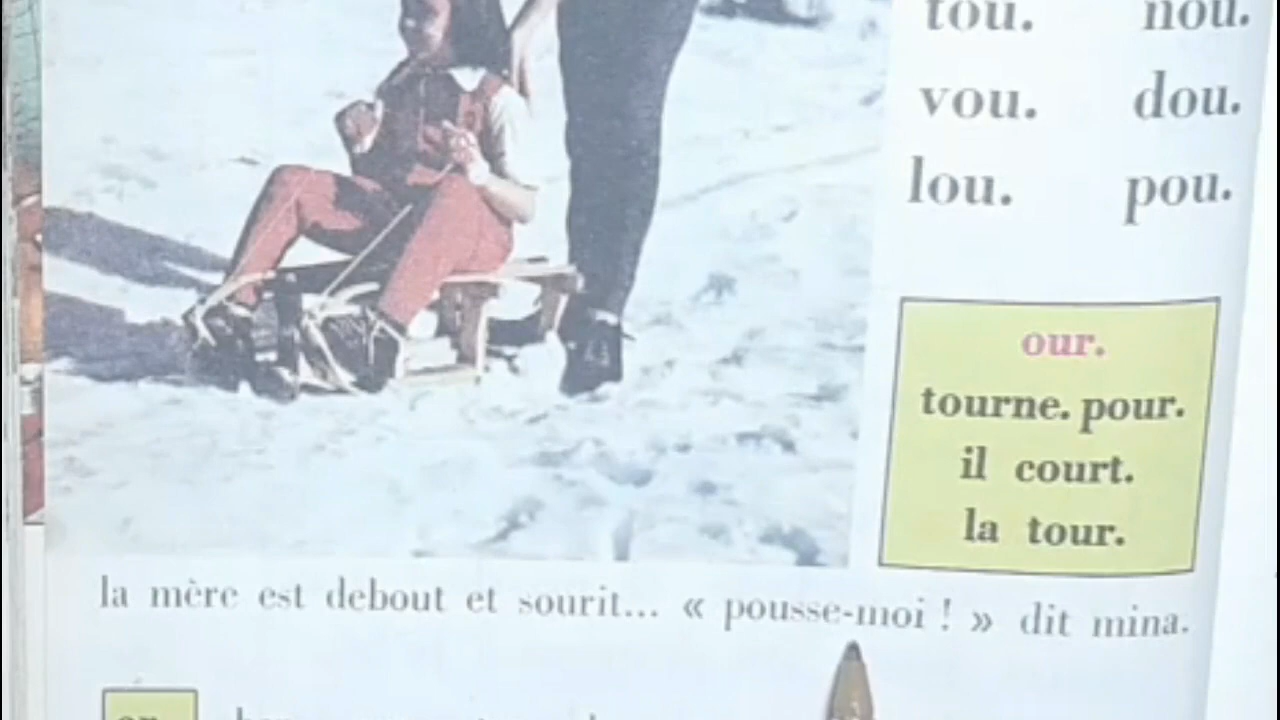 tou. nou.
vou. dou.
lou. pou.
our.
tourne. pour.
il court.
la tour.
la mère est debout et sourit... « pousse-moi ! » dit mina.